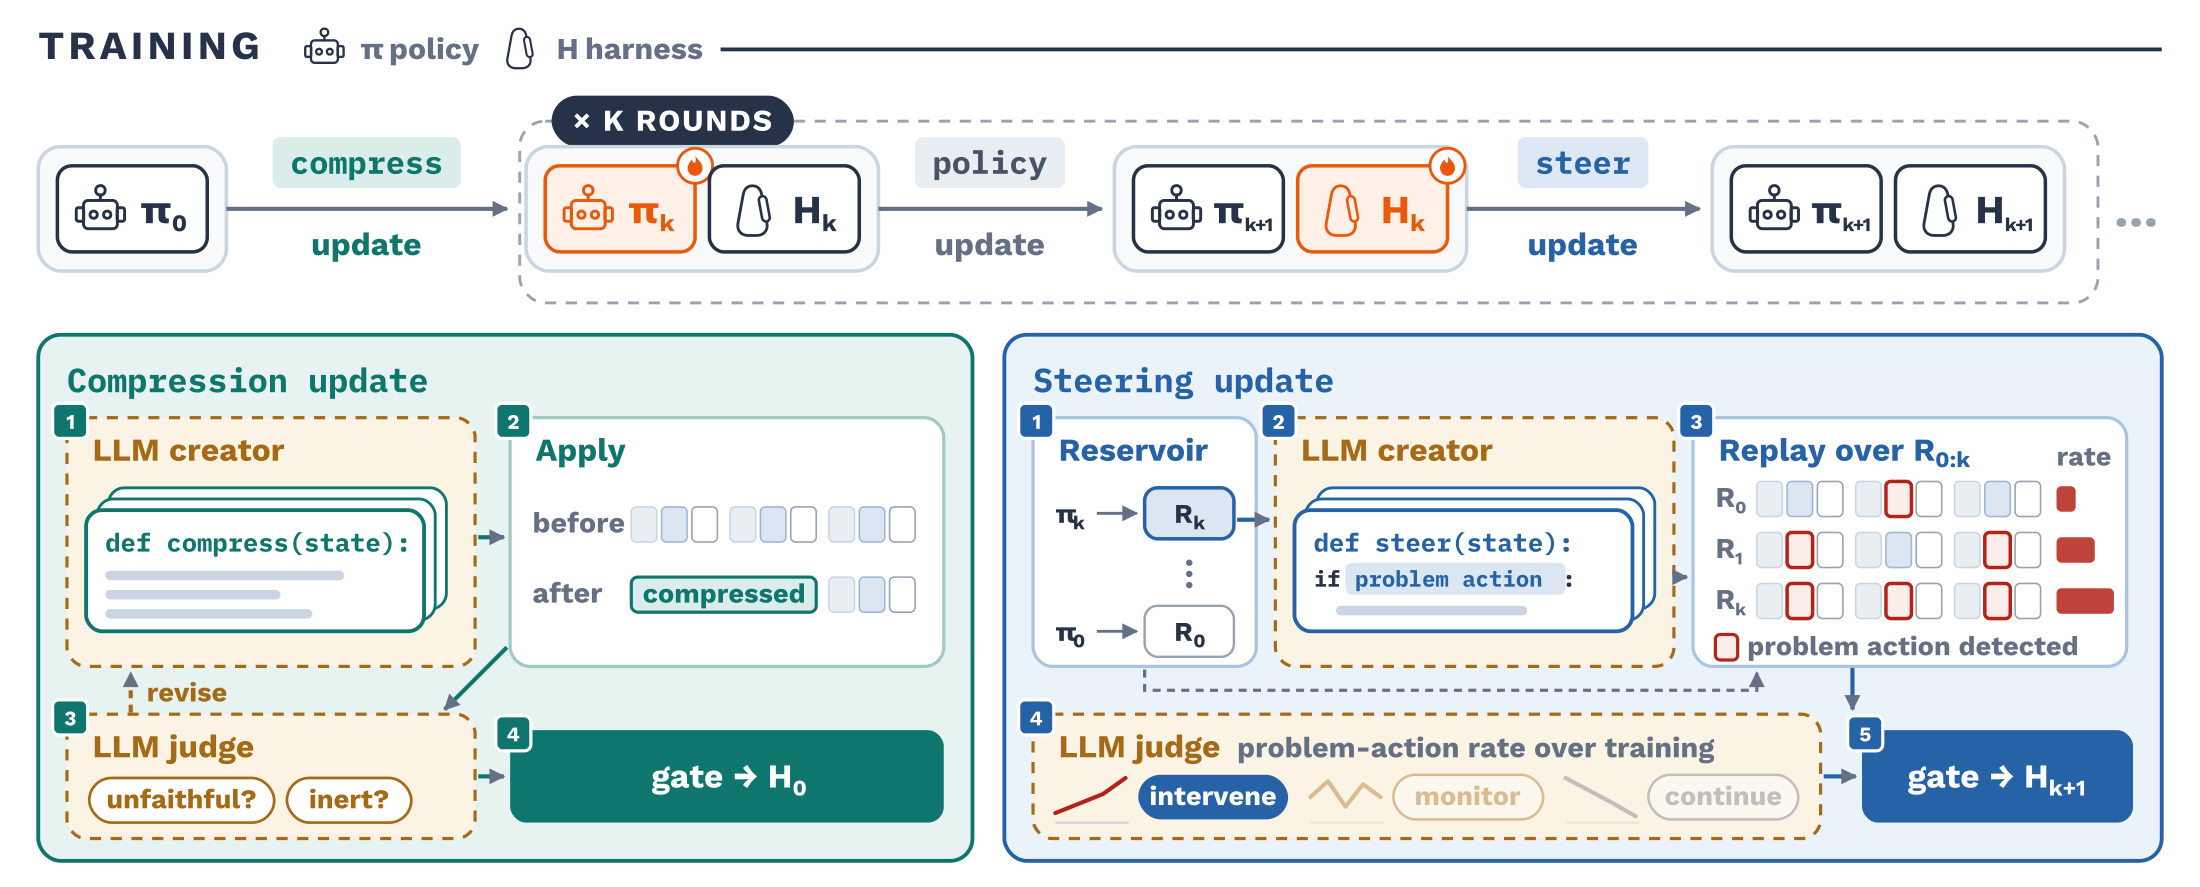 TRAINING
π policy
H harness
× K ROUNDS
π0
compress
update
πk
Hk
policy
update
πk+1
Hk
steer
update
πk+1
Hk+1
...
Compression update
1
LLM creator
def compress(state):
2
Apply
before
after
compressed
revise
3
LLM judge
unfaithful?
inert?
4
gate → H0
Steering update
1
Reservoir
πk
Rk
⋮
π0
R0
2
LLM creator
def steer(state):
if problem action :
3
Replay over R0:k
rate
R0
R1
Rk
problem action detected
4
LLM judge problem-action rate over training
intervene
monitor
continue
5
gate → Hk+1